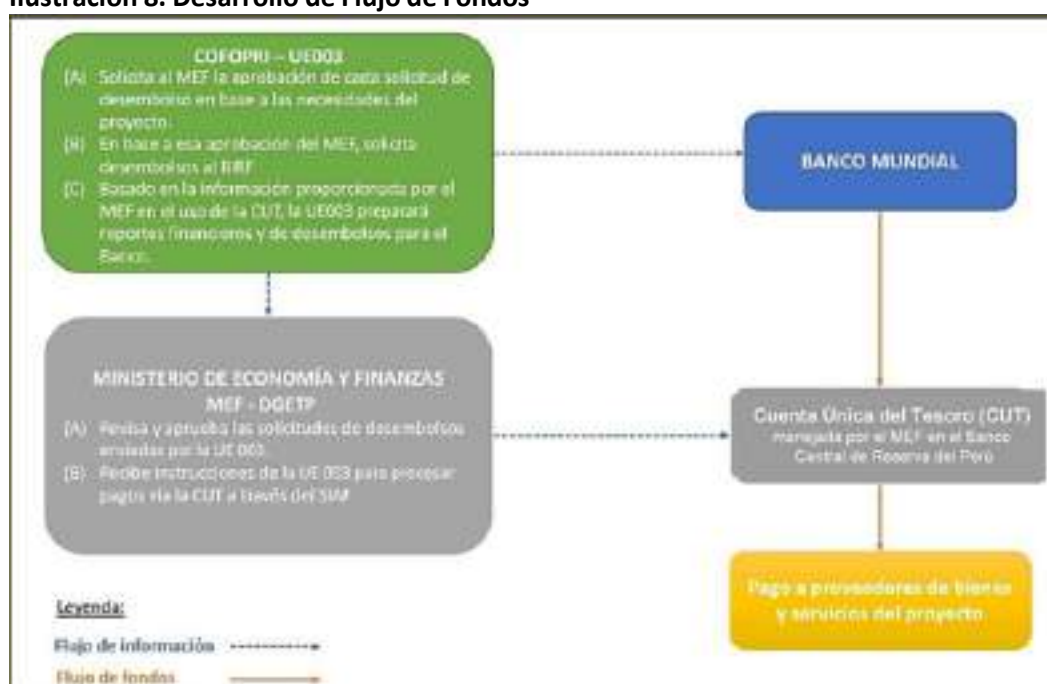 Ilustración 8: Desarrollo de Flujo de Fondos
COFOPRI – UE003
(A) Solicita al MEF la aprobación de cada solicitud de
desembolso en base a las necesidades del
proyecto.
(B) En base a esa aprobación del MEF, solicita
desembolsos al BIRF
(C) Basado en la información proporcionada por el
MEF en el uso de la CUT, la UE003 preparará
reportes financieros y de desembolsos para el
Banco.
BANCO MUNDIAL
MINISTERIO DE ECONOMÍA Y FINANZAS
MEF - DGETP
(A) Revisa y aprueba las solicitudes de desembolsos
enviadas por la UE 003.
(B) Recibe instrucciones de la UE 003 para procesar
pagos vía la CUT a través del SIAF
Cuenta Única del Tesoro (CUT)
manejada por el MEF en el Banco
Central de Reserva del Perú
Pago a proveedores de bienes
y servicios del proyecto
Leyenda:
Flujo de información
Flujo de fondos